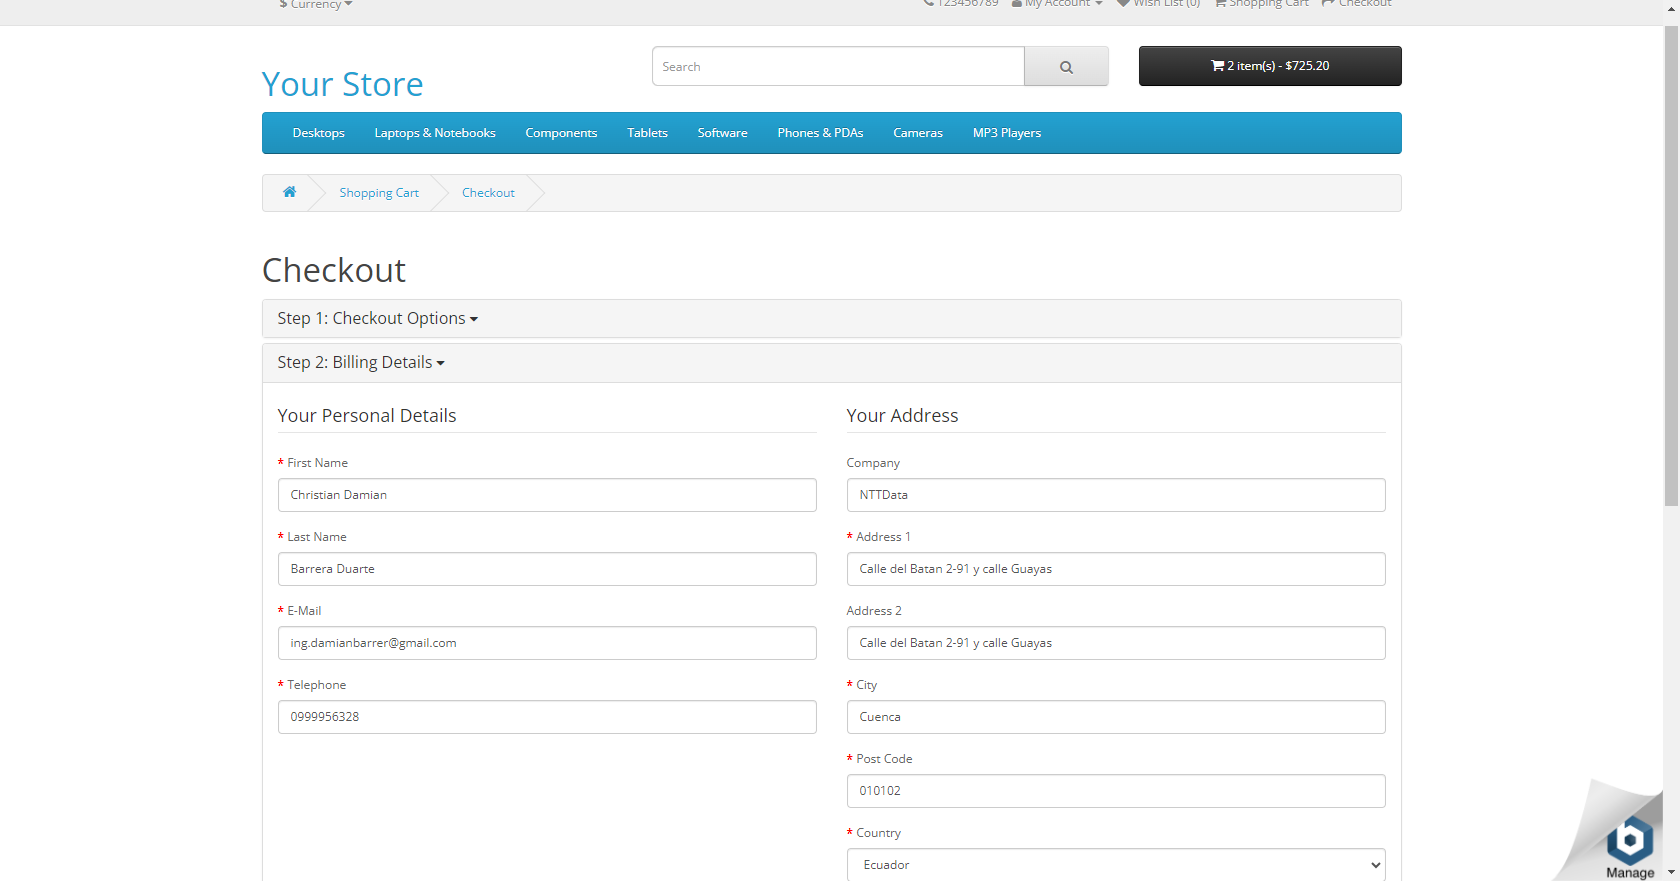 $ Currency
123456789 My Account Wish List (0) Shopping Cart Checkout
Your Store
Search
2 item(s) - $725.20
Desktops Laptops & Notebooks Components Tablets Software Phones & PDAs Cameras MP3 Players
Shopping Cart Checkout
Checkout
Step 1: Checkout Options
Step 2: Billing Details
Your Personal Details
* First Name
Christian Damian
* Last Name
Barrera Duarte
* E-Mail
ing.damianbarrer@gmail.com
* Telephone
0999956328
Your Address
Company
NTTData
* Address 1
Calle del Batan 2-91 y calle Guayas
Address 2
Calle del Batan 2-91 y calle Guayas
* City
Cuenca
* Post Code
010102
* Country
Ecuador
Manage